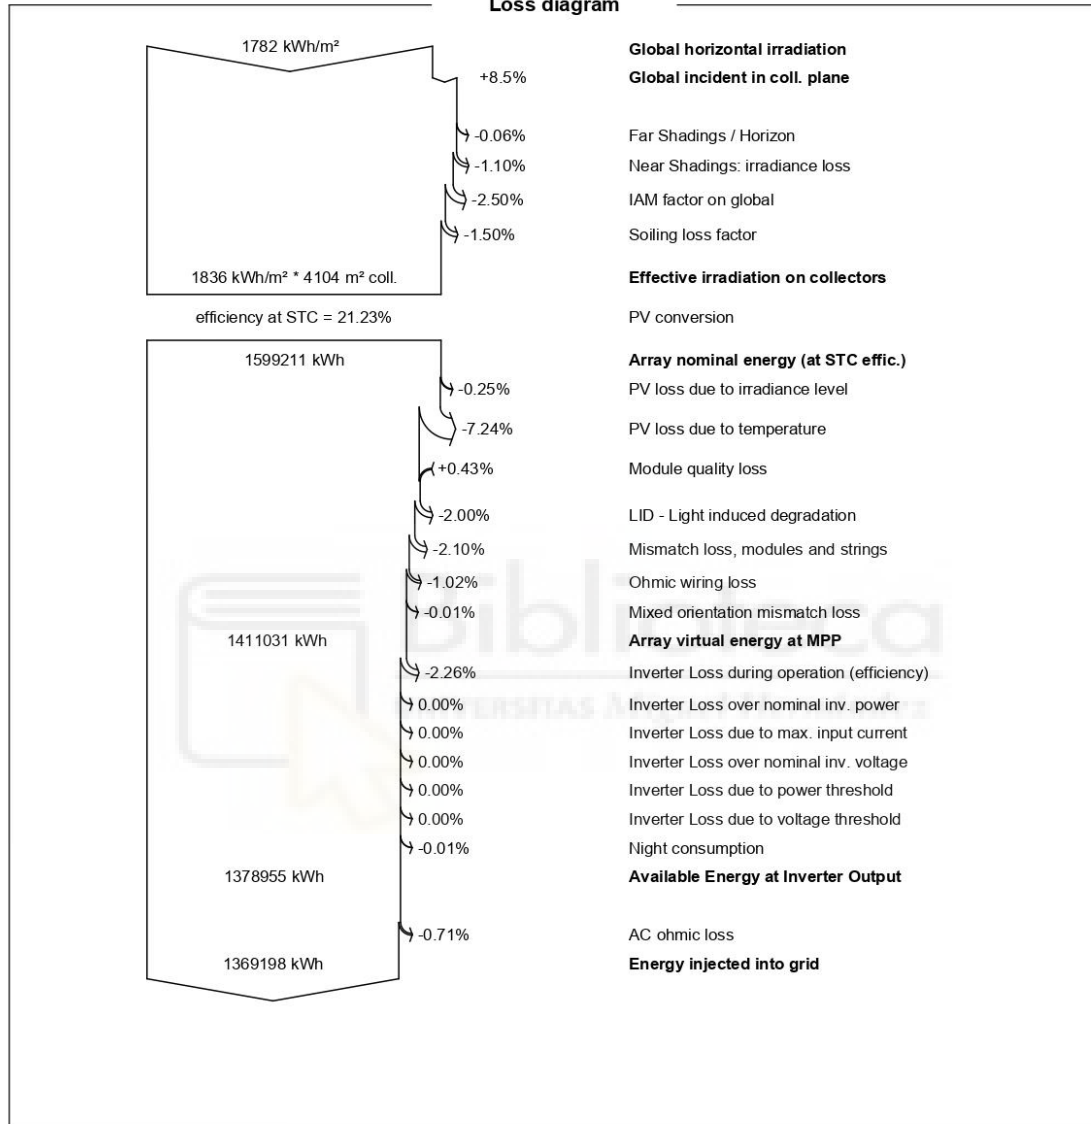 Loss diagram
1782 kWh/m² Global horizontal irradiation
+8.5% Global incident in coll. plane
-0.06% Far Shadings / Horizon
-1.10% Near Shadings: irradiance loss
-2.50% IAM factor on global
-1.50% Soiling loss factor
1836 kWh/m² * 4104 m² coll. Effective irradiation on collectors
efficiency at STC = 21.23% PV conversion
1599211 kWh Array nominal energy (at STC effic.)
-0.25% PV loss due to irradiance level
-7.24% PV loss due to temperature
+0.43% Module quality loss
-2.00% LID - Light induced degradation
-2.10% Mismatch loss, modules and strings
-1.02% Ohmic wiring loss
-0.01% Mixed orientation mismatch loss
Biblioteca
1411031 kWh Array virtual energy at MPP
-2.26% Inverter Loss during operation (efficiency)
0.00% Inverter Loss over nominal inv. power
UNIVERSITAS Miguel Hernández
0.00% Inverter Loss due to max. input current
0.00% Inverter Loss over nominal inv. voltage
0.00% Inverter Loss due to power threshold
0.00% Inverter Loss due to voltage threshold
-0.01% Night consumption
1378955 kWh Available Energy at Inverter Output
-0.71% AC ohmic loss
1369198 kWh Energy injected into grid